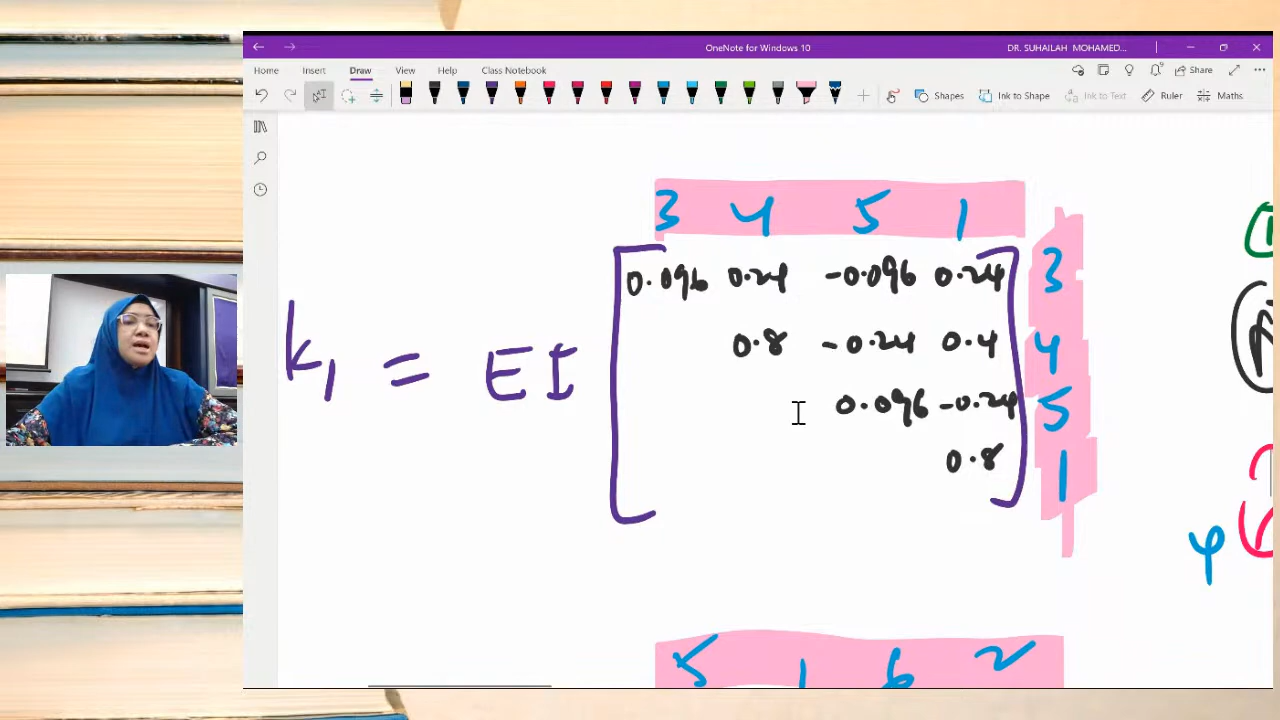 OneNote for Windows 10 DR. SUHAILAH MOHAMED...
Home Insert Draw View Help Class Notebook Share
Shapes Ink to Shape Ink to Text Ruler Maths
3 4 5 1
0.096 0.24 -0.096 0.24 3
0.8 -0.24 0.4 4
K1 = EI
0.096 -0.24 5
0.8 1
4
5 1 6 2